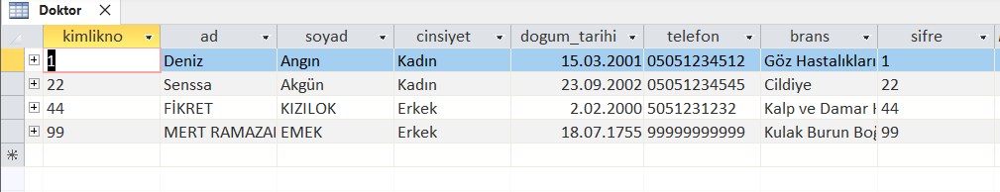 Doktor
kimlikno ad soyad cinsiyet dogum_tarihi telefon brans sifre
1 Deniz Angın Kadın 15.03.2001 05051234512 Göz Hastalıkları 1
22 Senssa Akgün Kadın 23.09.2002 05051234545 Cildiye 22
44 FİKRET KIZILOK Erkek 2.02.2000 5051231232 Kalp ve Damar 44
99 MERT EMEK Erkek 18.07.1755 99999999999 Kulak Burun 99